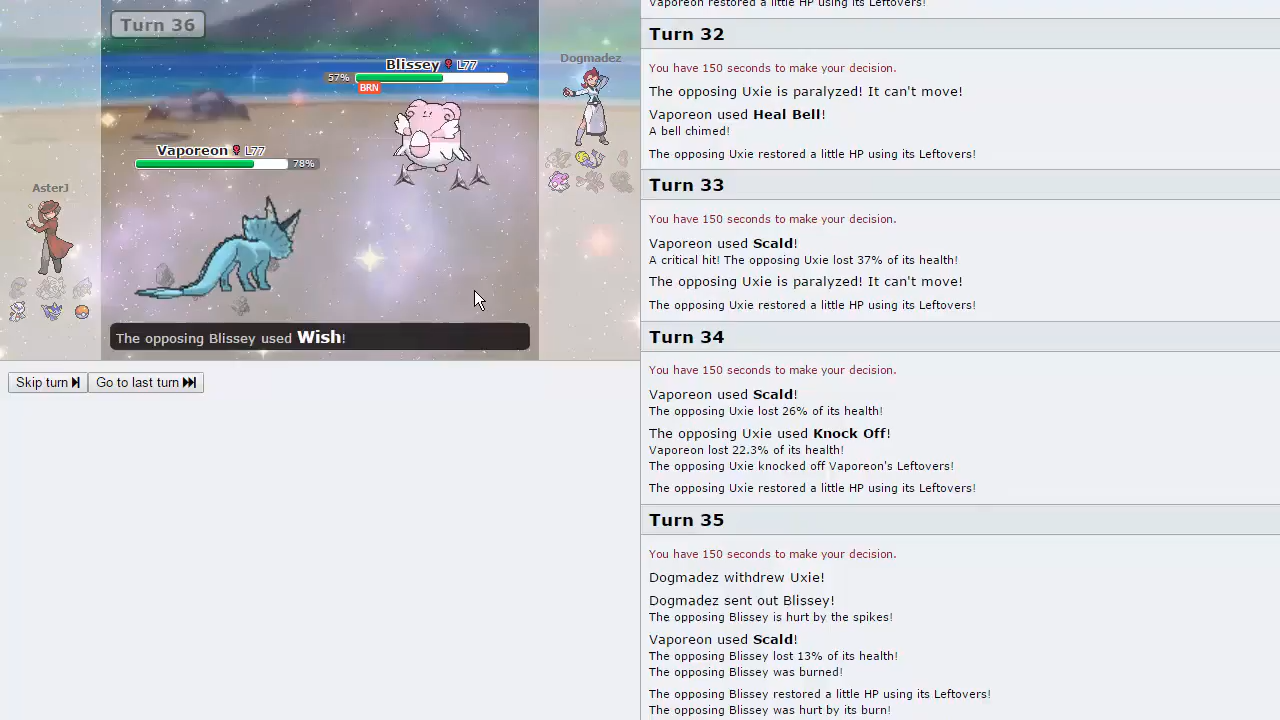 Turn 36
Blissey L77
57%
BRN
Dogmadez
Vaporeon L77
78%
AsterJ
The opposing Blissey used Wish!
Skip turn
Go to last turn
Vaporeon restored a little HP using its Leftovers!
Turn 32
You have 150 seconds to make your decision.
The opposing Uxie is paralyzed! It can't move!
Vaporeon used Heal Bell!
A bell chimed!
The opposing Uxie restored a little HP using its Leftovers!
Turn 33
You have 150 seconds to make your decision.
Vaporeon used Scald!
A critical hit! The opposing Uxie lost 37% of its health!
The opposing Uxie is paralyzed! It can't move!
The opposing Uxie restored a little HP using its Leftovers!
Turn 34
You have 150 seconds to make your decision.
Vaporeon used Scald!
The opposing Uxie lost 26% of its health!
The opposing Uxie used Knock Off!
Vaporeon lost 22.3% of its health!
The opposing Uxie knocked off Vaporeon's Leftovers!
The opposing Uxie restored a little HP using its Leftovers!
Turn 35
You have 150 seconds to make your decision.
Dogmadez withdrew Uxie!
Dogmadez sent out Blissey!
The opposing Blissey is hurt by the spikes!
Vaporeon used Scald!
The opposing Blissey lost 13% of its health!
The opposing Blissey was burned!
The opposing Blissey restored a little HP using its Leftovers!
The opposing Blissey was hurt by its burn!